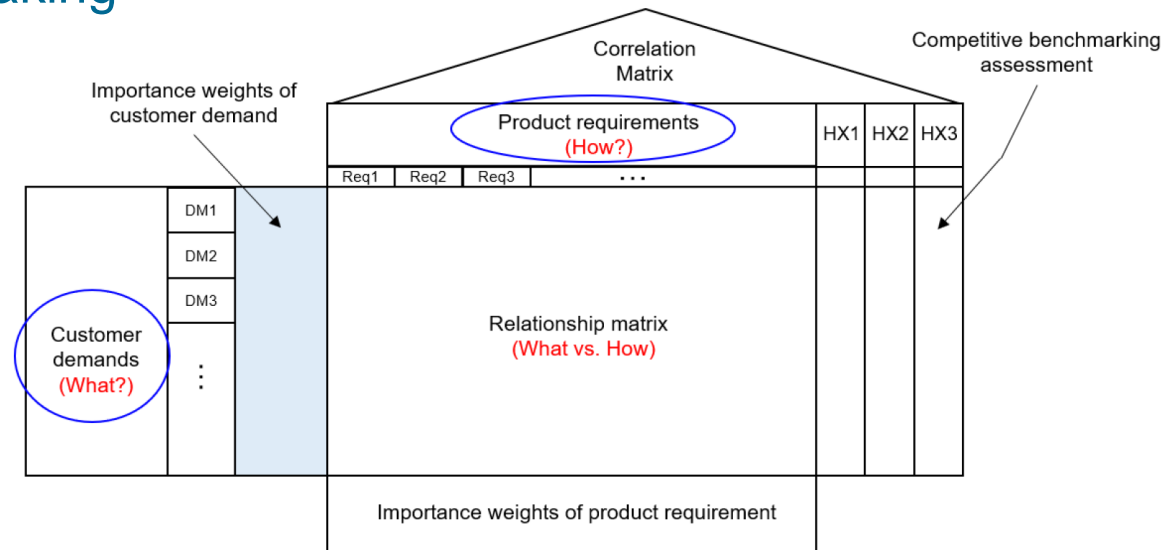 Correlation
Matrix
Competitive benchmarking
assessment
Importance weights of
customer demand
Product requirements
(How?)
HX1 HX2 HX3
Req1 Req2 Req3 ...
DM1
DM2
DM3
⋮
Customer
demands
(What?)
Relationship matrix
(What vs. How)
Importance weights of product requirement